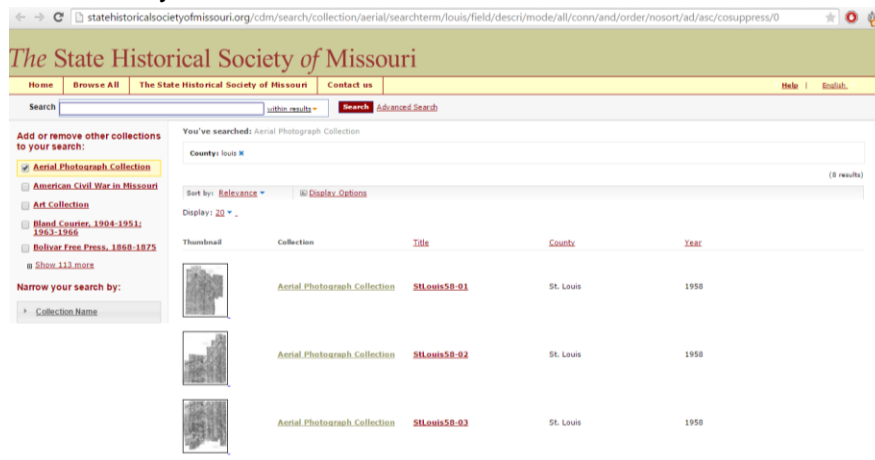 statehistoricalsocietyofmissouri.org/cdm/search/collection/aerial/searchterm/louis/field/descri/mode/all/conn/and/order/nosort/ad/asc/cosuppress/0
The State Historical Society of Missouri
Home Browse All The State Historical Society of Missouri Contact us Help | English
Search within results Search Advanced Search
Add or remove other collections to your search:
Aerial Photograph Collection
American Civil War in Missouri
Art Collection
Bland Courier, 1904-1951;
1963-1966
Bolivar Free Press, 1868-1875
Show 113 more
Narrow your search by:
Collection Name
You've searched: Aerial Photograph Collection
County: louis
(8 results)
Sort by: Relevance Display Options
Display: 20
Thumbnail Collection Title County Year
Aerial Photograph Collection StLouis58-01 St. Louis 1958
Aerial Photograph Collection StLouis58-02 St. Louis 1958
Aerial Photograph Collection StLouis58-03 St. Louis 1958